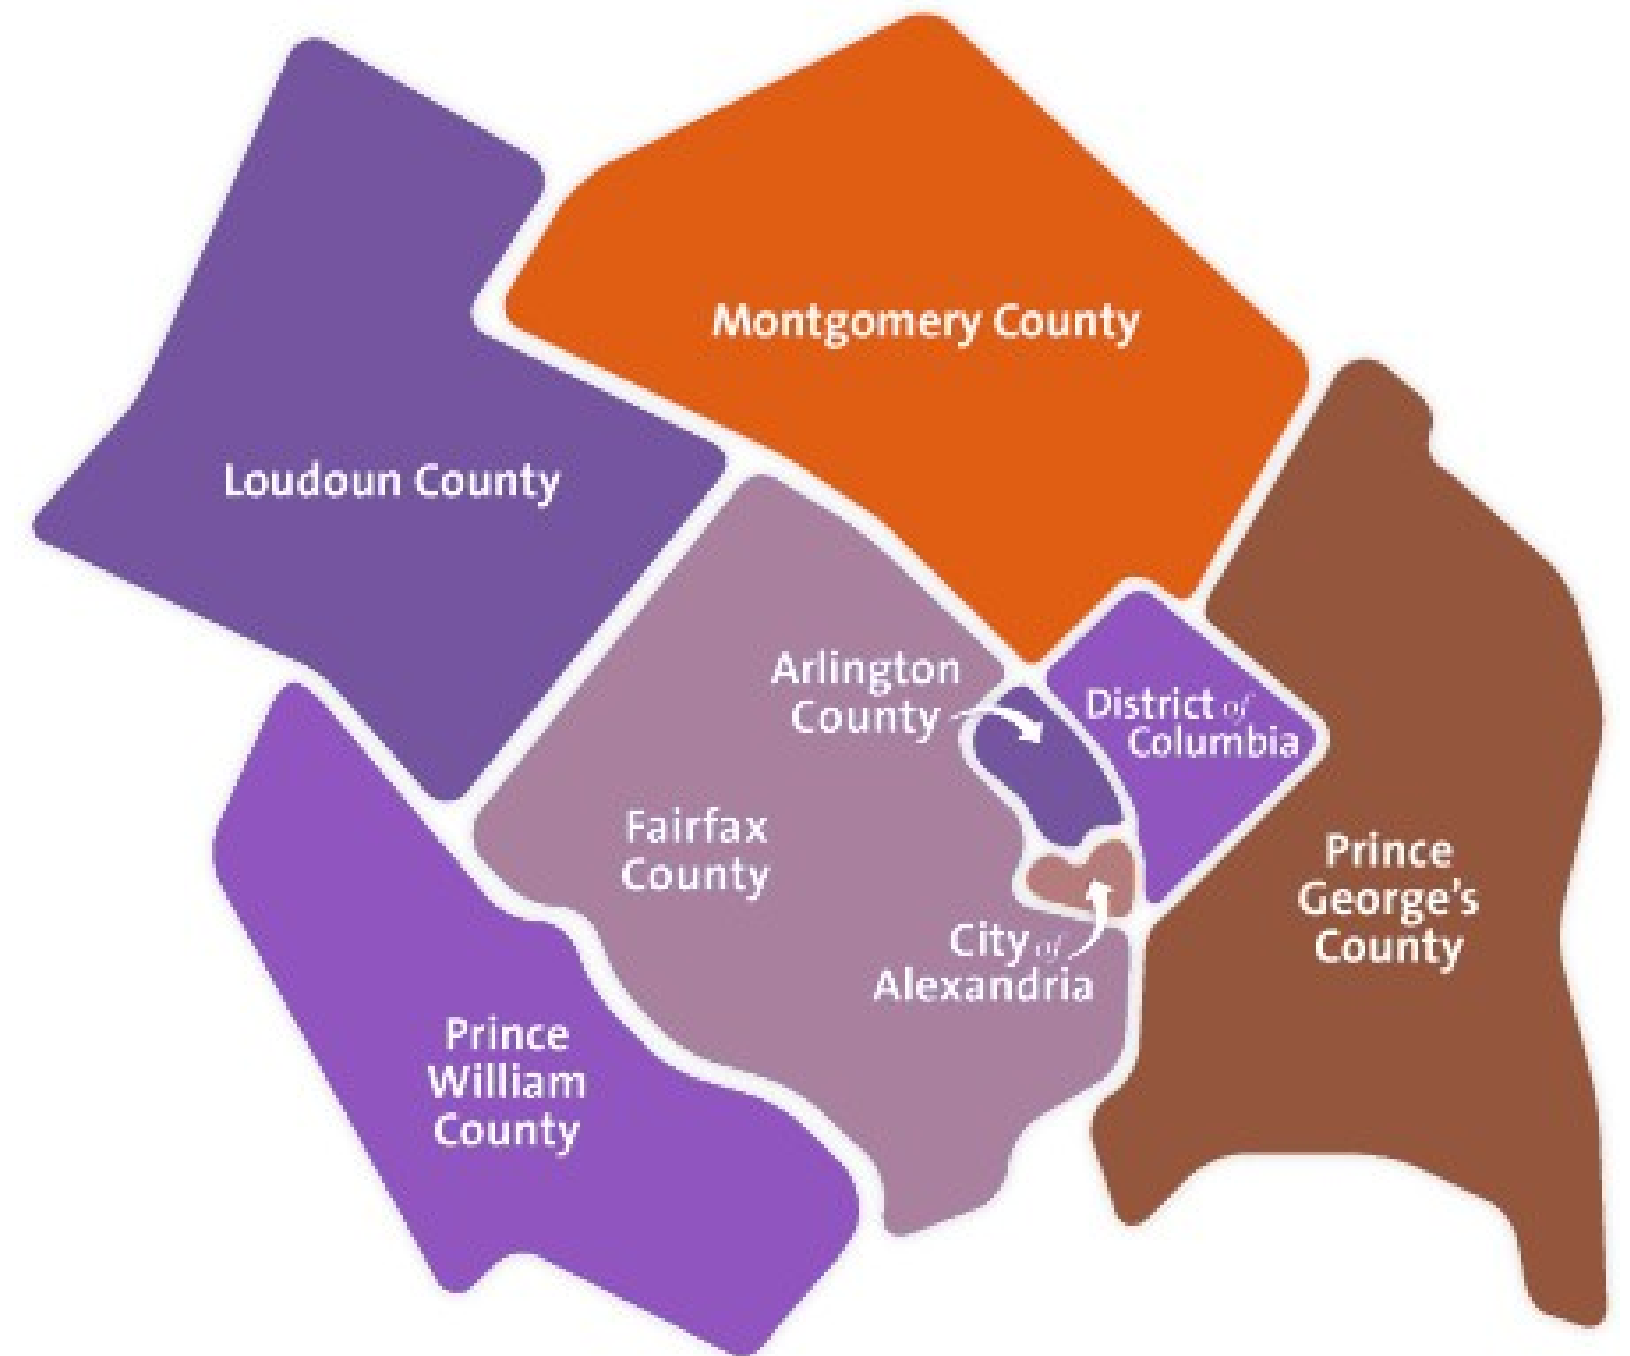 Montgomery County
Loudoun County
Arlington
County
District of
Columbia
Fairfax
County
Prince
George's
County
City of
Alexandria
Prince
William
County